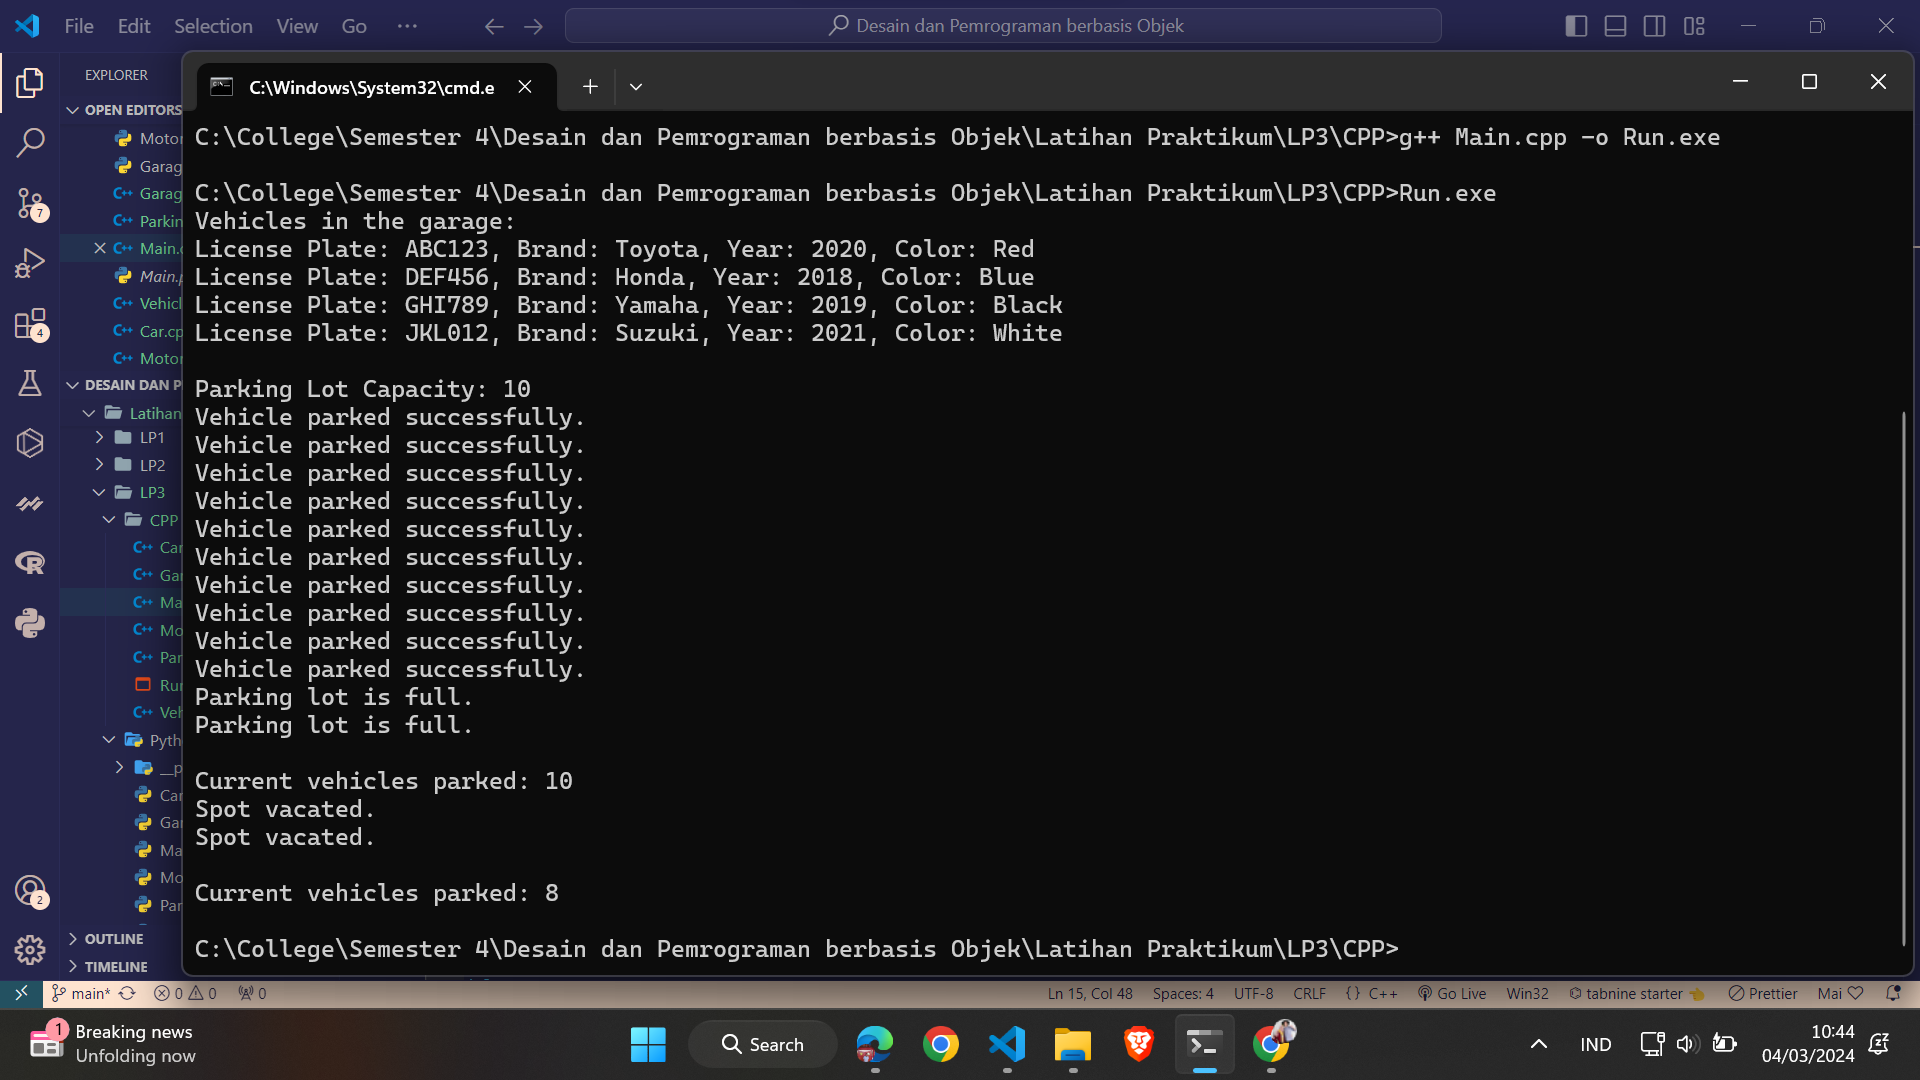 File Edit Selection View Go ···
Desain dan Pemrograman berbasis Objek
EXPLORER
OPEN EDITORS
Motor
Garag
Garag
Parkin
Main.c
Main.p
Vehicl
Car.cp
Motor
DESAIN DAN P
Latihan
LP1
LP2
LP3
CPP
Car
Gar
Ma
Mo
Par
Run
Veh
Pyth
__p
Car
Gar
Ma
Mo
Par
OUTLINE
TIMELINE
7
4
2
C:\Windows\System32\cmd.e
C:\College\Semester 4\Desain dan Pemrograman berbasis Objek\Latihan Praktikum\LP3\CPP>g++ Main.cpp -o Run.exe
C:\College\Semester 4\Desain dan Pemrograman berbasis Objek\Latihan Praktikum\LP3\CPP>Run.exe
Vehicles in the garage:
License Plate: ABC123, Brand: Toyota, Year: 2020, Color: Red
License Plate: DEF456, Brand: Honda, Year: 2018, Color: Blue
License Plate: GHI789, Brand: Yamaha, Year: 2019, Color: Black
License Plate: JKL012, Brand: Suzuki, Year: 2021, Color: White
Parking Lot Capacity: 10
Vehicle parked successfully.
Vehicle parked successfully.
Vehicle parked successfully.
Vehicle parked successfully.
Vehicle parked successfully.
Vehicle parked successfully.
Vehicle parked successfully.
Vehicle parked successfully.
Vehicle parked successfully.
Vehicle parked successfully.
Parking lot is full.
Parking lot is full.
Current vehicles parked: 10
Spot vacated.
Spot vacated.
Current vehicles parked: 8
C:\College\Semester 4\Desain dan Pemrograman berbasis Objek\Latihan Praktikum\LP3\CPP>
main* 0 0 0 Ln 15, Col 48 Spaces: 4 UTF-8 CRLF {} C++ Go Live Win32 tabnine starter Prettier Mai
1
Breaking news
Unfolding now
Search
IND
10:44
04/03/2024